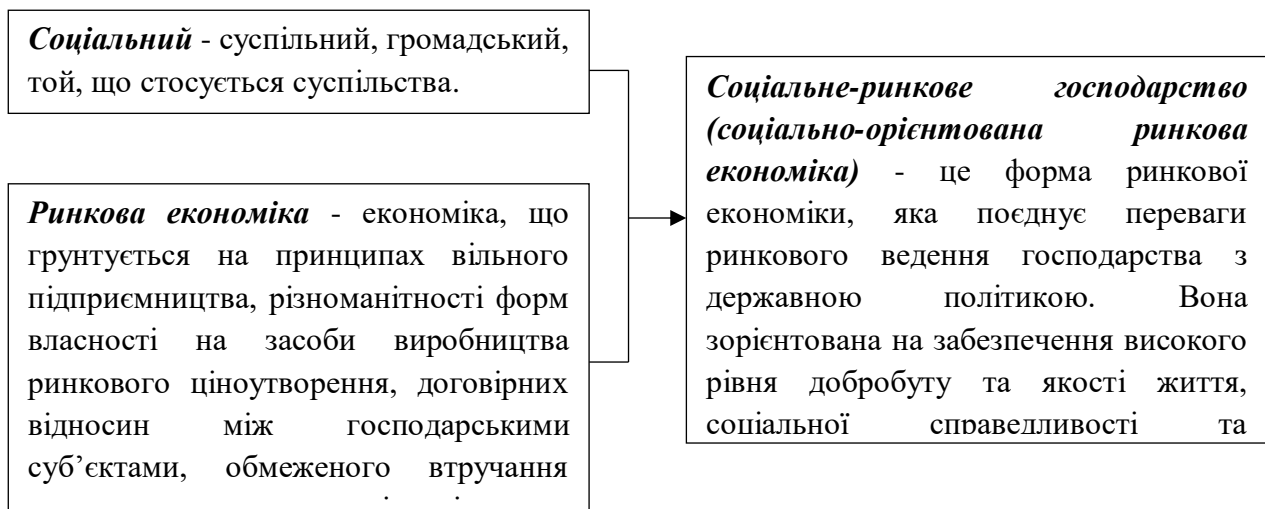 Соціальний - суспільний, громадський,
той, що стосується суспільства.
Ринкова економіка - економіка, що
грунтується на принципах вільного
підприємництва, різноманітності форм
власності на засоби виробництва
ринкового ціноутворення, договірних
відносин між господарськими
суб’єктами, обмеженого втручання
Соціальне-ринкове господарство
(соціально-орієнтована ринкова
економіка) - це форма ринкової
економіки, яка поєднує переваги
ринкового ведення господарства з
державною політикою. Вона
зорієнтована на забезпечення високого
рівня добробуту та якості життя,
соціальної справедливості та